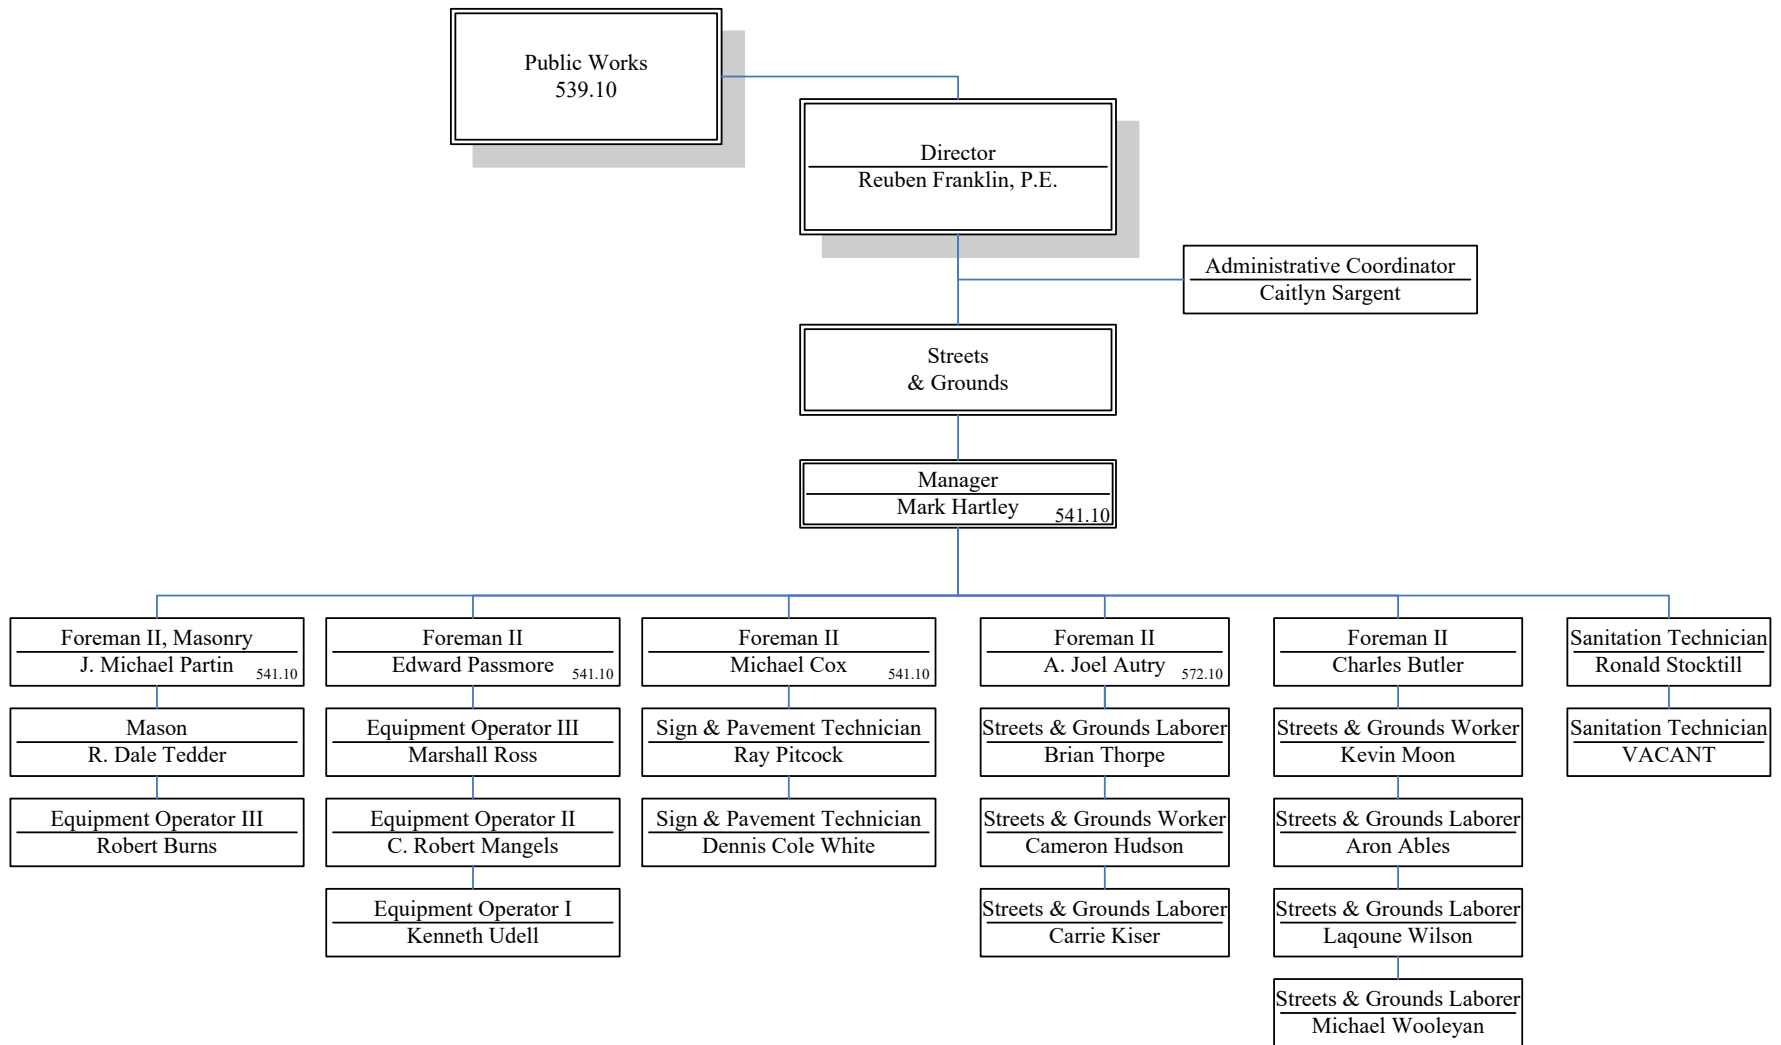 Public Works
539.10
Director
Reuben Franklin, P.E.
Administrative Coordinator
Caitlyn Sargent
Streets
& Grounds
Manager
Mark Hartley
541.10
Foreman II, Masonry
J. Michael Partin
541.10
Mason
R. Dale Tedder
Equipment Operator III
Robert Burns
Foreman II
Edward Passmore
541.10
Equipment Operator III
Marshall Ross
Equipment Operator II
C. Robert Mangels
Equipment Operator I
Kenneth Udell
Foreman II
Michael Cox
541.10
Sign & Pavement Technician
Ray Pitcock
Sign & Pavement Technician
Dennis Cole White
Foreman II
A. Joel Autry
572.10
Streets & Grounds Laborer
Brian Thorpe
Streets & Grounds Worker
Cameron Hudson
Streets & Grounds Laborer
Carrie Kiser
Foreman II
Charles Butler
Streets & Grounds Worker
Kevin Moon
Streets & Grounds Laborer
Aron Ables
Streets & Grounds Laborer
Laqoune Wilson
Streets & Grounds Laborer
Michael Wooleyan
Sanitation Technician
Ronald Stocktill
Sanitation Technician
VACANT